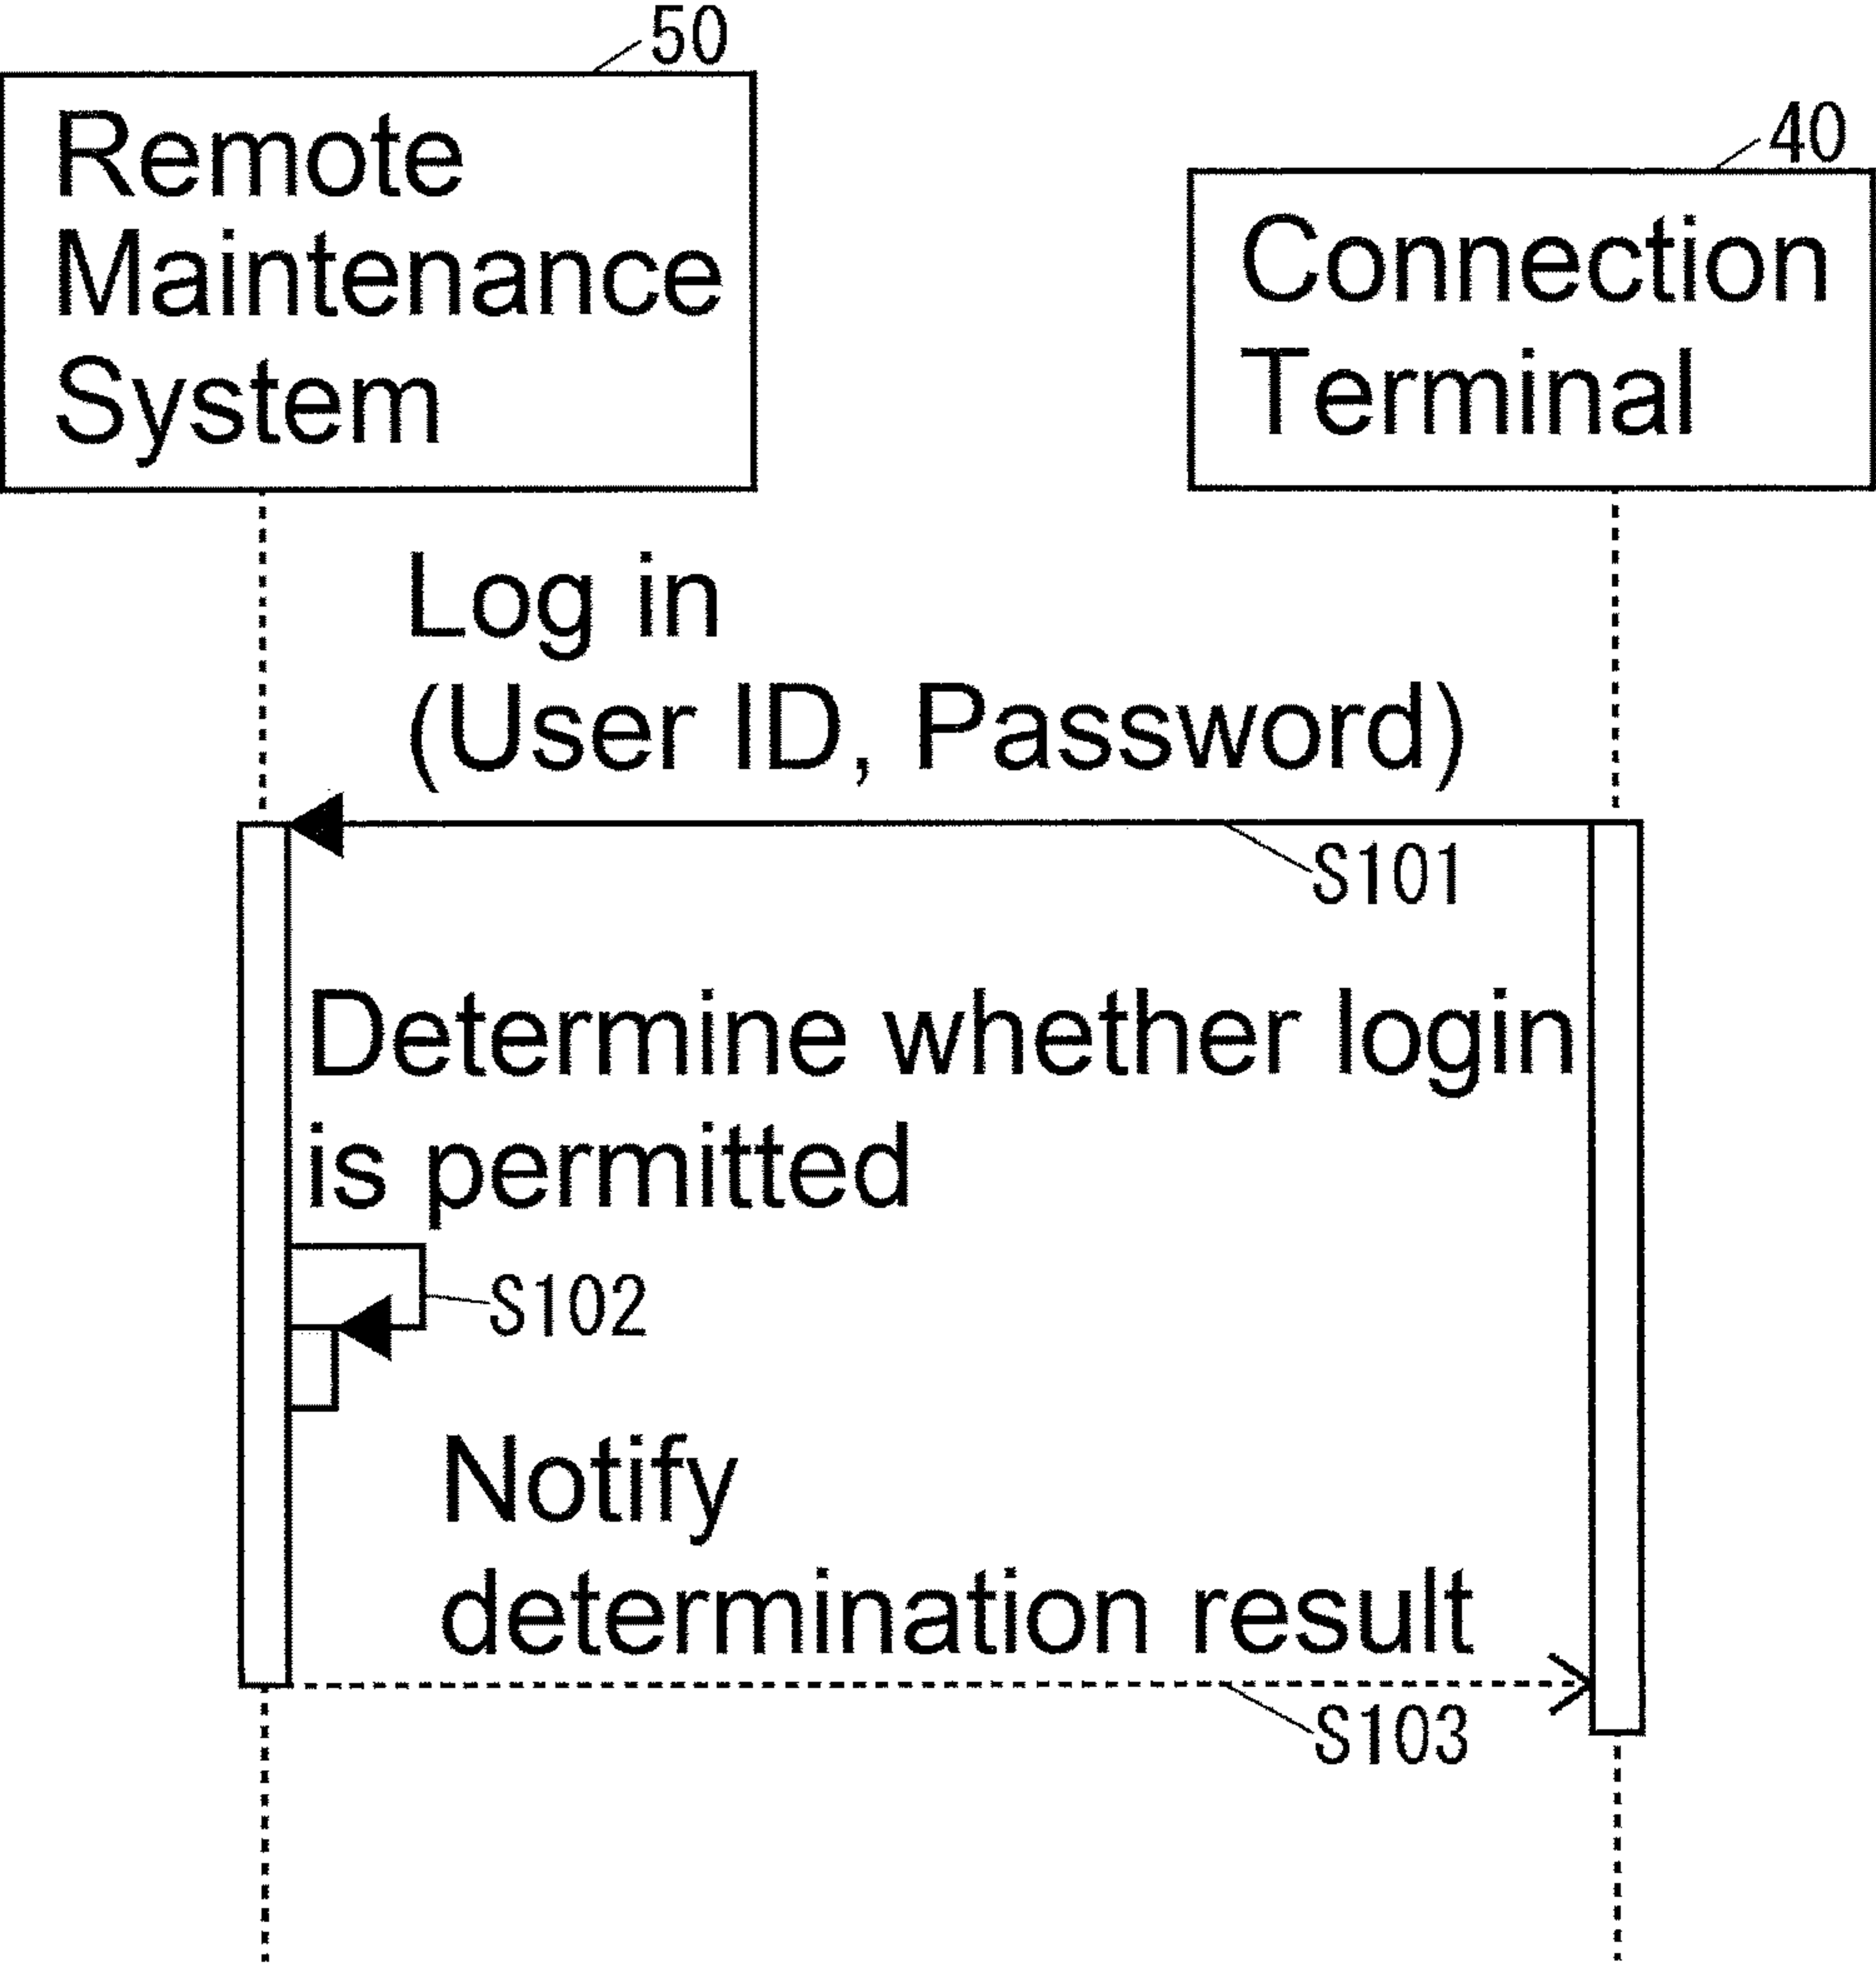 50
Remote
Maintenance
System
40
Connection
Terminal
Log in
(User ID, Password)
S101
Determine whether login
is permitted
S102
Notify
determination result
S103